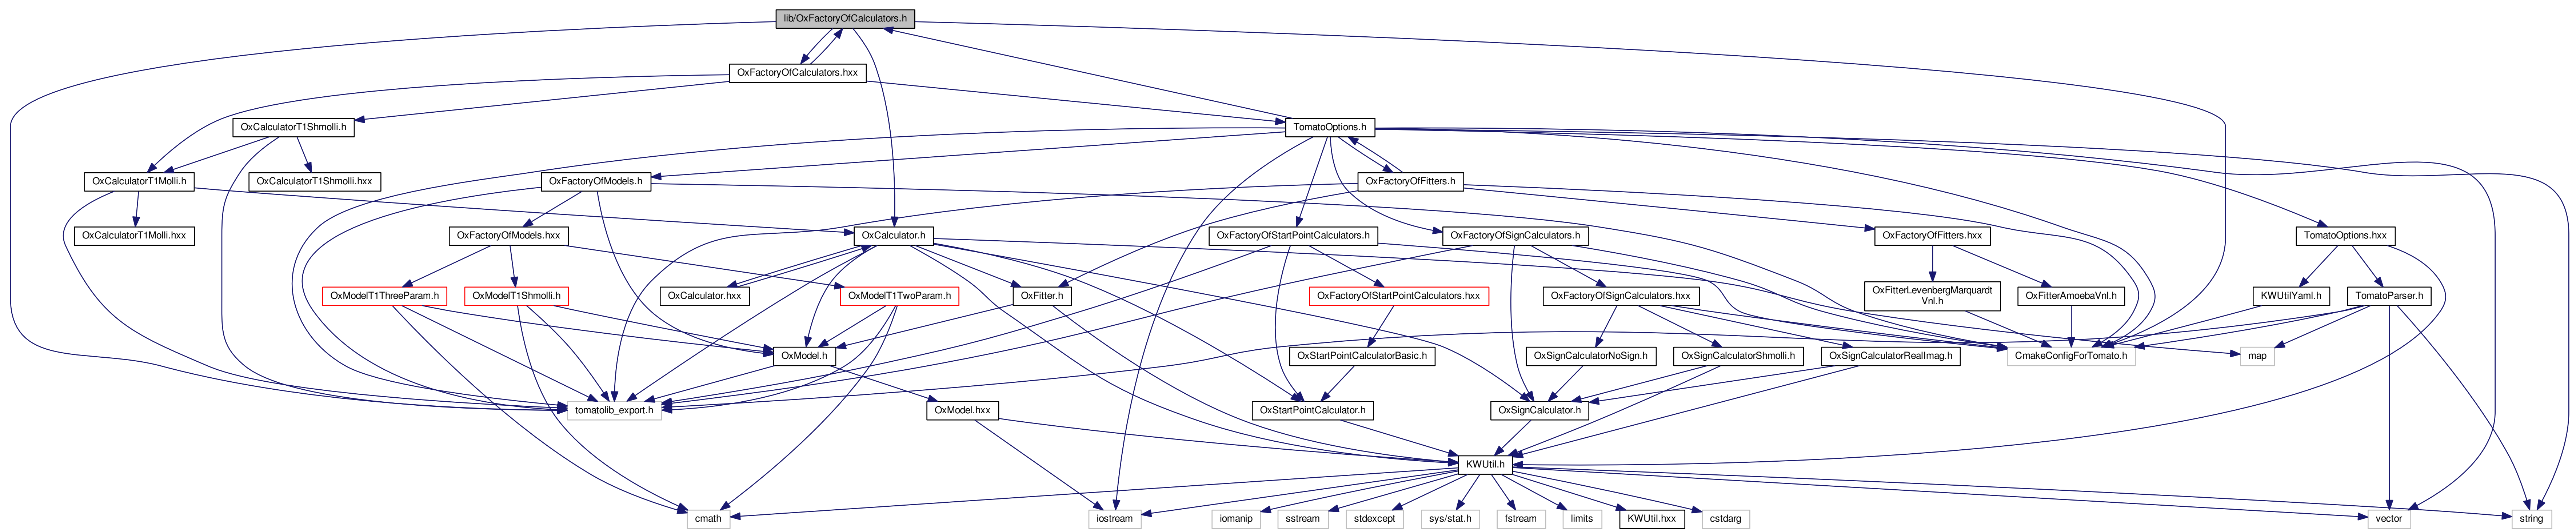 lib/OxFactoryOfCalculators.h
OxFactoryOfCalculators.hxx
OxCalculatorT1Shmolli.h
TomatoOptions.h
OxCalculatorT1Molli.h
OxCalculatorT1Shmolli.hxx
OxFactoryOfModels.h
OxFactoryOfFitters.h
OxCalculatorT1Molli.hxx
OxFactoryOfModels.hxx
OxCalculator.h
OxFactoryOfStartPointCalculators.h
OxFactoryOfSignCalculators.h
OxFactoryOfFitters.hxx
TomatoOptions.hxx
OxModelT1ThreeParam.h
OxModelT1Shmolli.h
OxCalculator.hxx
OxModelT1TwoParam.h
OxFitter.h
OxFactoryOfStartPointCalculators.hxx
OxFactoryOfSignCalculators.hxx
OxFitterLevenbergMarquardt
Vnl.h
OxFitterAmoebaVnl.h
KWUtilYaml.h
TomatoParser.h
OxModel.h
OxStartPointCalculatorBasic.h
OxSignCalculatorNoSign.h
OxSignCalculatorShmolli.h
OxSignCalculatorRealImag.h
CmakeConfigForTomato.h
map
tomatolib_export.h
OxModel.hxx
OxStartPointCalculator.h
OxSignCalculator.h
KWUtil.h
cmath
iostream
iomanip
sstream
stdexcept
sys/stat.h
fstream
limits
KWUtil.hxx
cstdarg
vector
string